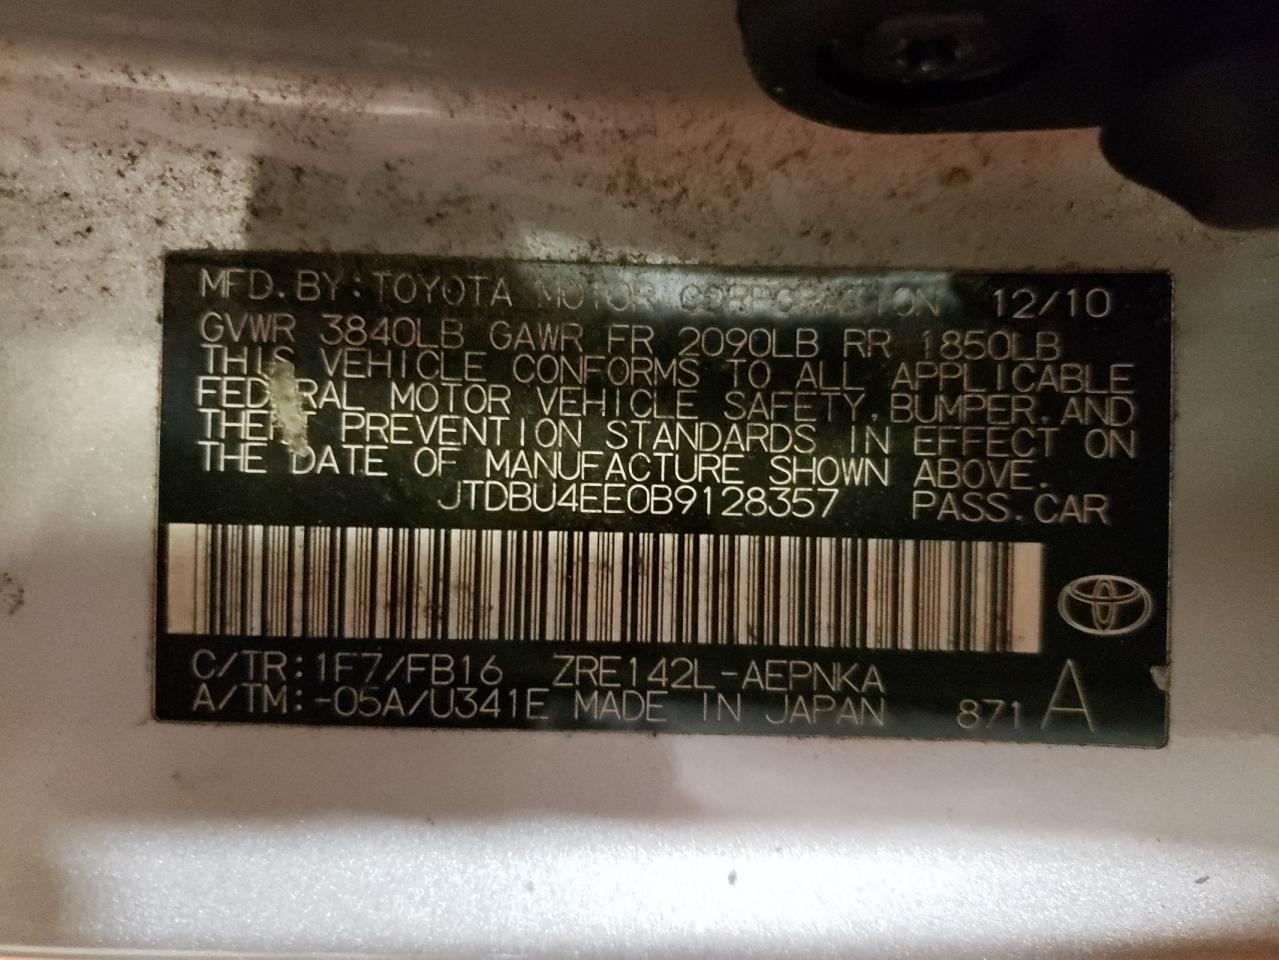 MFD. BY: TOYOTA MOTOR CORPORATION 12/10
GVWR 3840LB GAWR FR 2090LB RR 1850LB
THIS VEHICLE CONFORMS TO ALL APPLICABLE
FEDERAL MOTOR VEHICLE SAFETY, BUMPER, AND
THEFT PREVENTION STANDARDS IN EFFECT ON
THE DATE OF MANUFACTURE SHOWN ABOVE.
JTDBU4EE0B9128357 PASS. CAR
C/TR: 1F7/FB16 ZRE142L-AEPNKA
A/TM: -05A/U341E MADE IN JAPAN 871 A